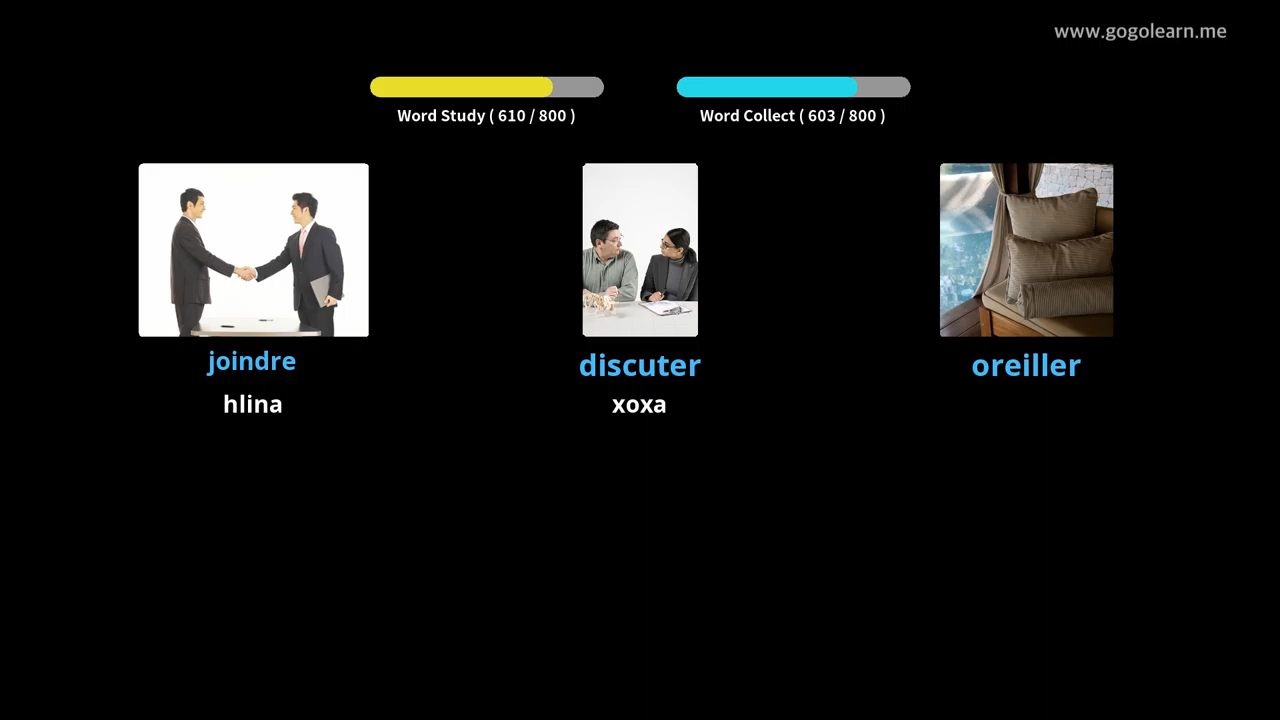 www.gogolearn.me
Word Study ( 610 / 800 )
Word Collect ( 603 / 800 )
joindre
discuter
oreiller
hlina
xoxa